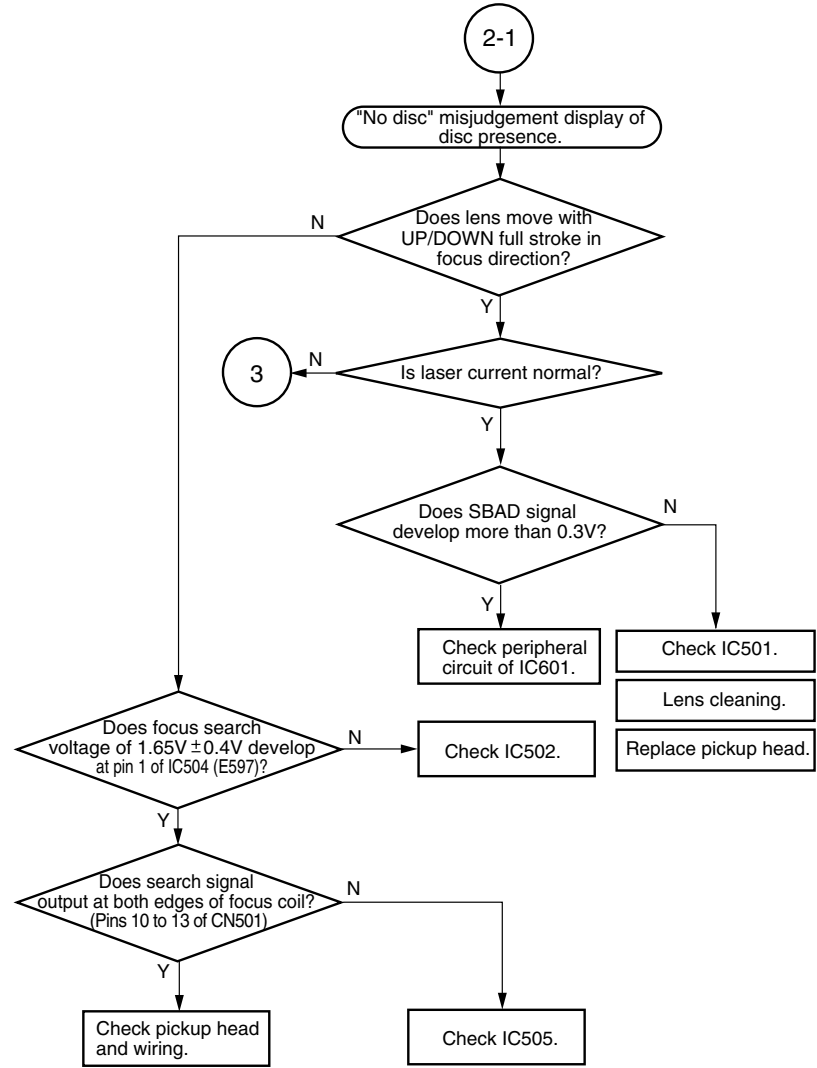 2-1
"No disc" misjudgement display of
disc presence.
N
Does lens move with
UP/DOWN full stroke in
focus direction?
Y
3
N
Is laser current normal?
Y
Does SBAD signal
develop more than 0.3V?
N
Y
Check peripheral
circuit of IC601.
Check IC501.
Lens cleaning.
Replace pickup head.
Does focus search
voltage of 1.65V ± 0.4V develop
at pin 1 of IC504 (E597)?
N
Check IC502.
Y
Does search signal
output at both edges of focus coil?
(Pins 10 to 13 of CN501)
N
Y
Check pickup head
and wiring.
Check IC505.